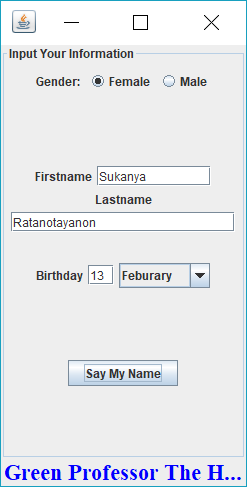 Input Your Information
Gender: Female Male
Firstname Sukanya
Lastname
Ratanotayanon
Birthday 13 Feburary
Say My Name
Green Professor The H...